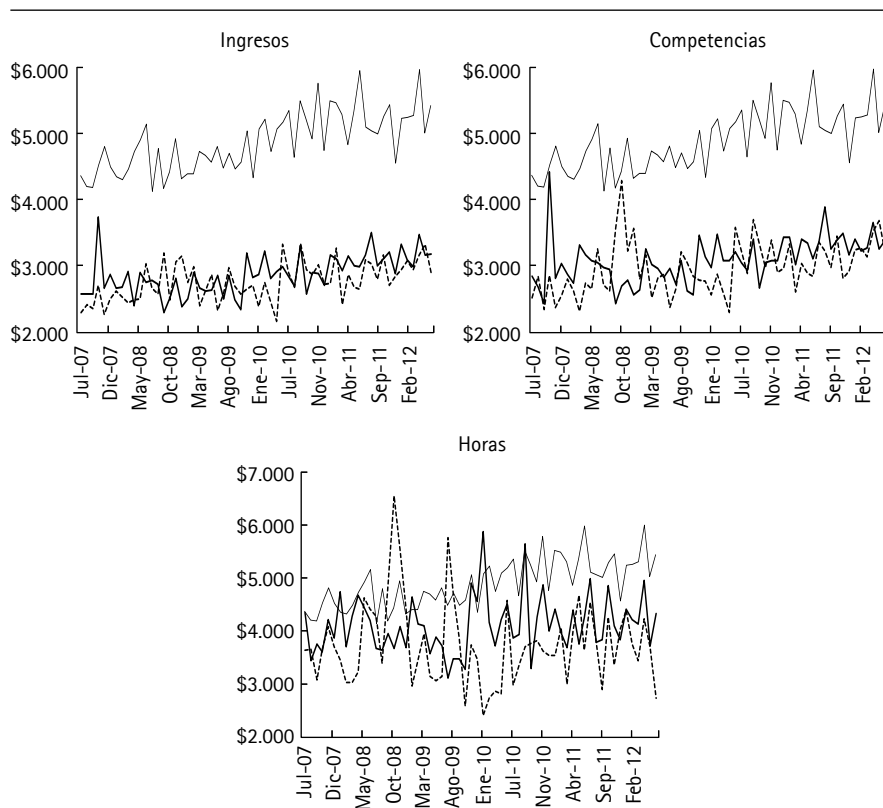 Ingresos
$6.000
$5.000
$4.000
$3.000
$2.000
Jul-07
Dic-07
May-08
Oct-08
Mar-09
Ago-09
Ene-10
Jul-10
Nov-10
Abr-11
Sep-11
Feb-12
Competencias
$6.000
$5.000
$4.000
$3.000
$2.000
Jul-07
Dic-07
May-08
Oct-08
Mar-09
Ago-09
Ene-10
Jul-10
Nov-10
Abr-11
Sep-11
Feb-12
Horas
$7.000
$6.000
$5.000
$4.000
$3.000
$2.000
Jul-07
Dic-07
May-08
Oct-08
Mar-09
Ago-09
Ene-10
Jul-10
Nov-10
Abr-11
Sep-11
Feb-12